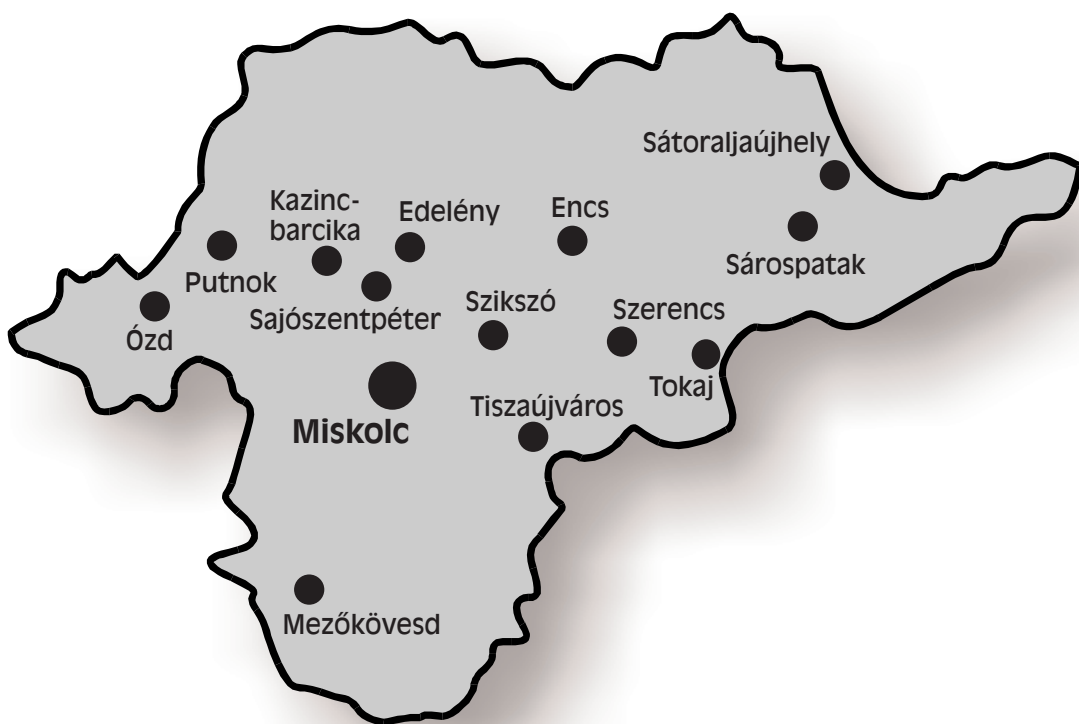 Sátoraljaújhely
Kazinc-
barcika
Edelény
Encs
Sárospatak
Putnok
Sajószentpéter
Szikszó
Szerencs
Ózd
Tokaj
Tiszaújváros
Miskolc
Mezőkövesd